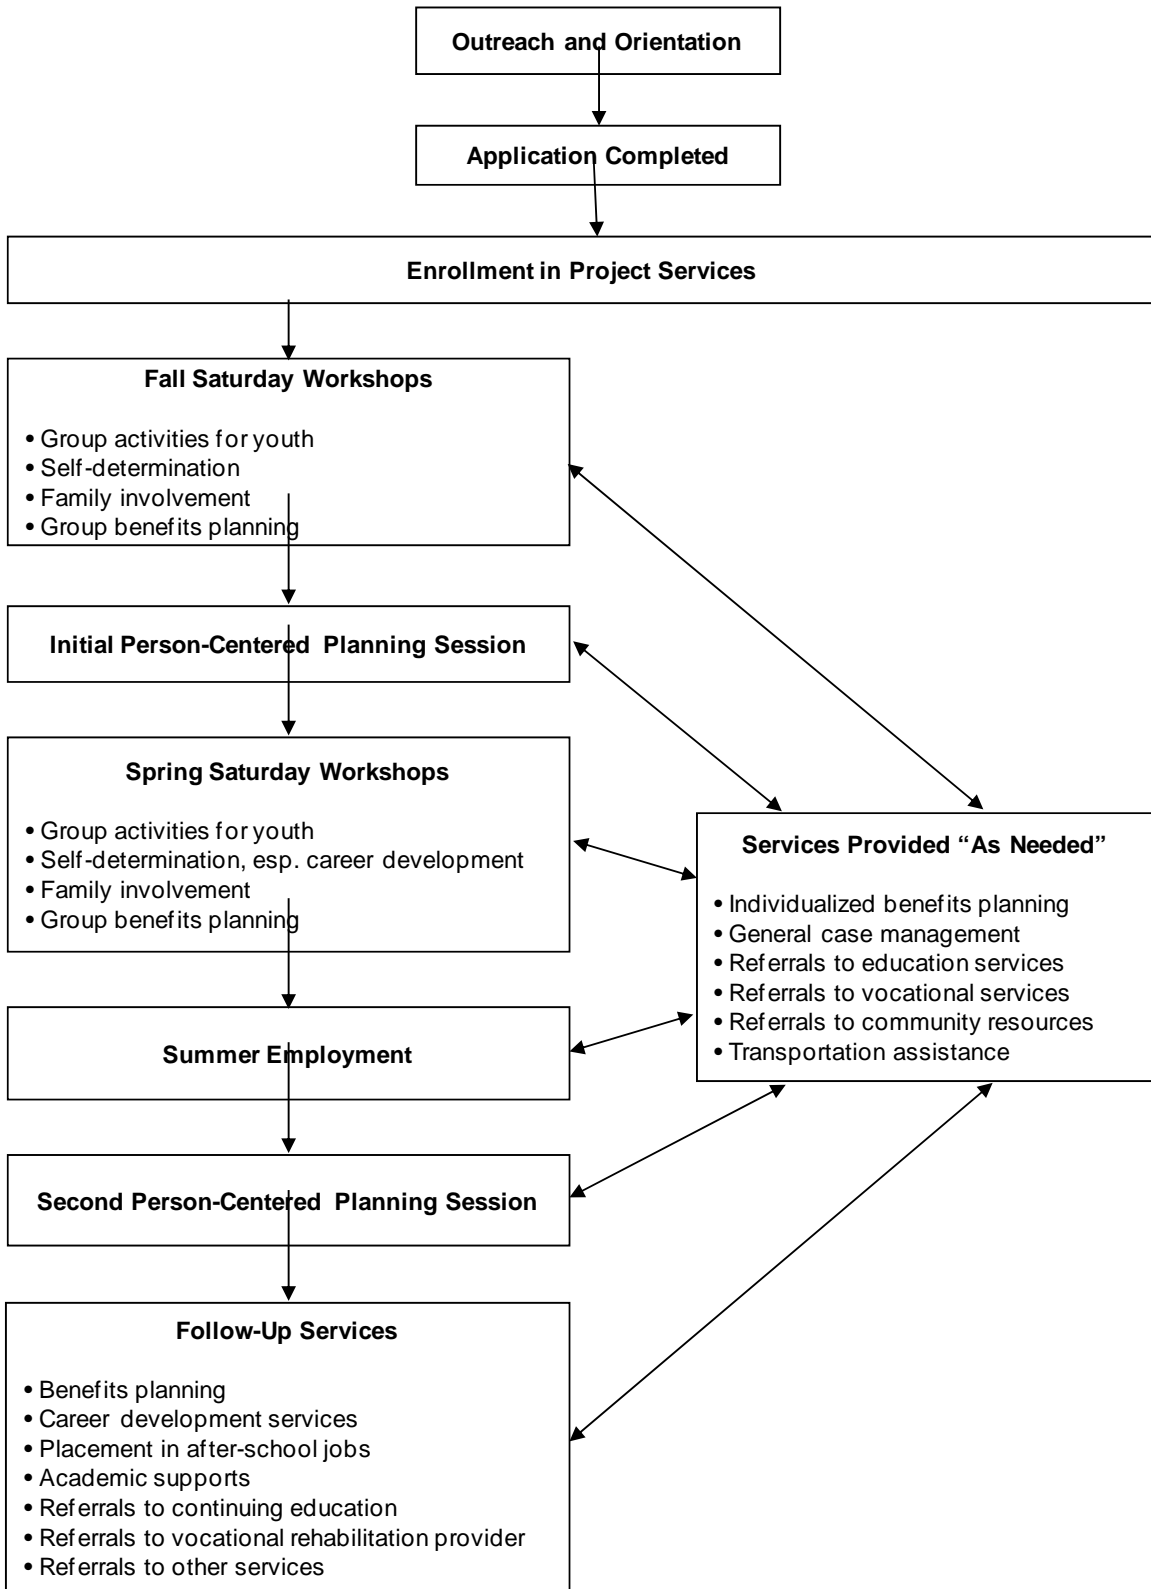 Outreach and Orientation
Application Completed
Enrollment in Project Services
Fall Saturday Workshops
• Group activities for youth
• Self-determination
• Family involvement
• Group benefits planning
Initial Person-Centered Planning Session
Spring Saturday Workshops
• Group activities for youth
• Self-determination, esp. career development
• Family involvement
• Group benefits planning
Services Provided “As Needed”
• Individualized benefits planning
• General case management
• Referrals to education services
• Referrals to vocational services
• Referrals to community resources
• Transportation assistance
Summer Employment
Second Person-Centered Planning Session
Follow-Up Services
• Benefits planning
• Career development services
• Placement in after-school jobs
• Academic supports
• Referrals to continuing education
• Referrals to vocational rehabilitation provider
• Referrals to other services